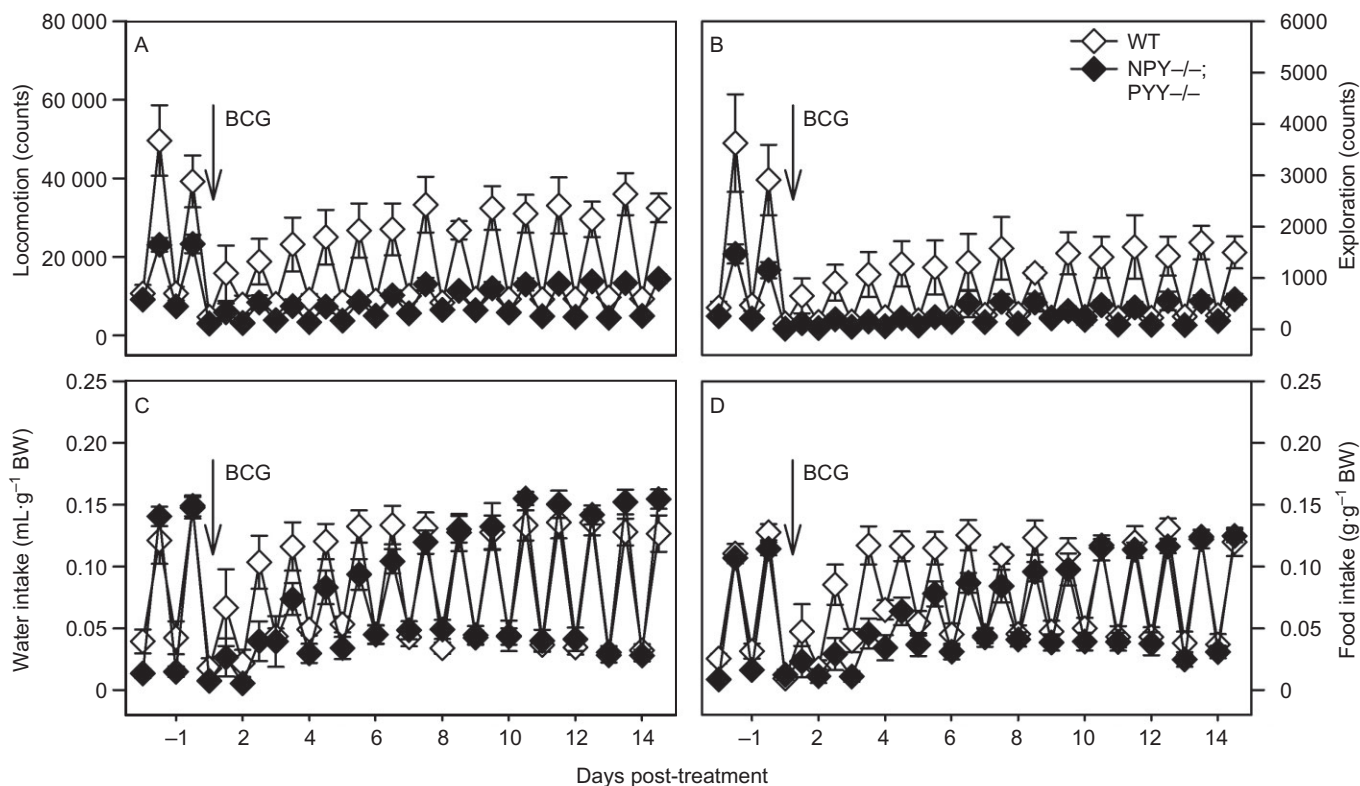 80 000
60 000
40 000
20 000
0
Locomotion (counts)
A
BCG
B
BCG
WT
NPY–/–;
PYY–/–
6000
5000
4000
3000
2000
1000
0
Exploration (counts)
0.25
0.20
0.15
0.10
0.05
0
Water intake (mL·g–1 BW)
C
BCG
D
BCG
0.25
0.20
0.15
0.10
0.05
0
Food intake (g·g–1 BW)
–1 2 4 6 8 10 12 14
–1 2 4 6 8 10 12 14
Days post-treatment